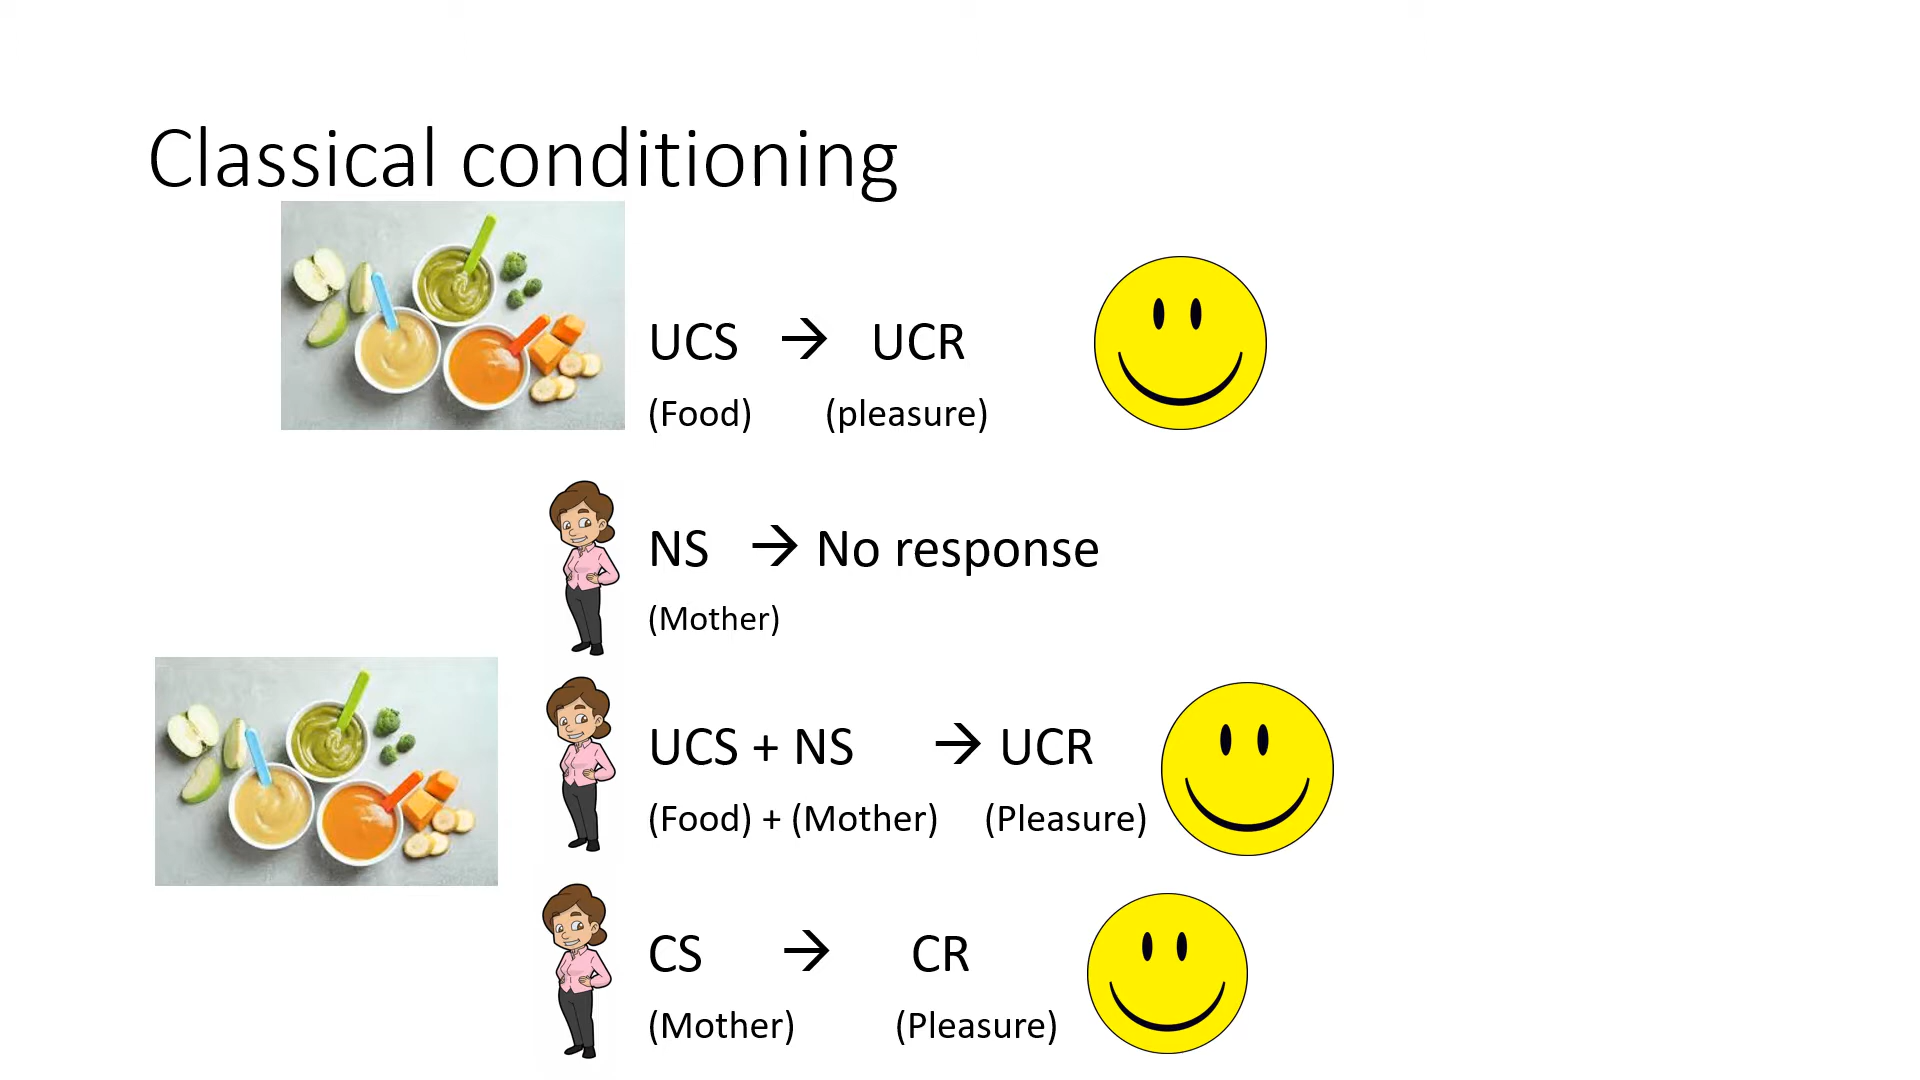 Classical conditioning
UCS → UCR
(Food) (pleasure)
NS → No response
(Mother)
UCS + NS → UCR
(Food) + (Mother) (Pleasure)
CS → CR
(Mother) (Pleasure)